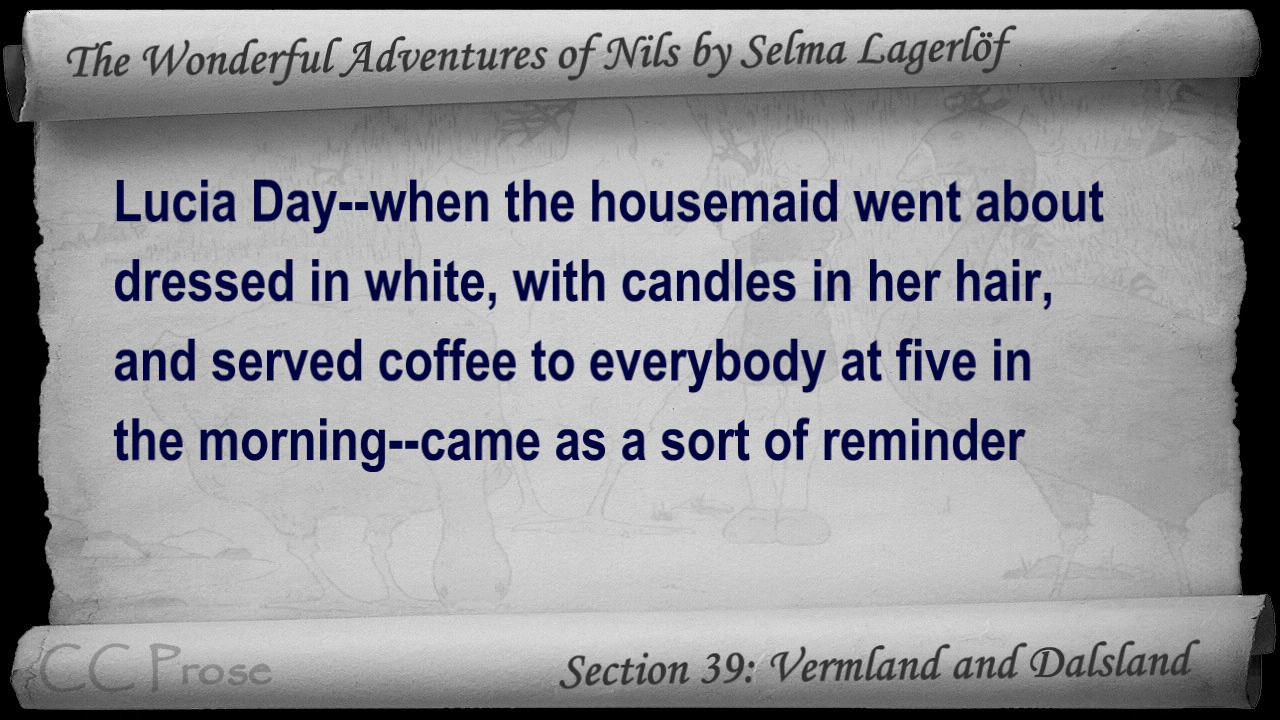 The Wonderful Adventures of Nils by Selma Lagerlöf
Lucia Day--when the housemaid went about
dressed in white, with candles in her hair,
and served coffee to everybody at five in
the morning--came as a sort of reminder
CC Prose
Section 39: Vermland and Dalsland